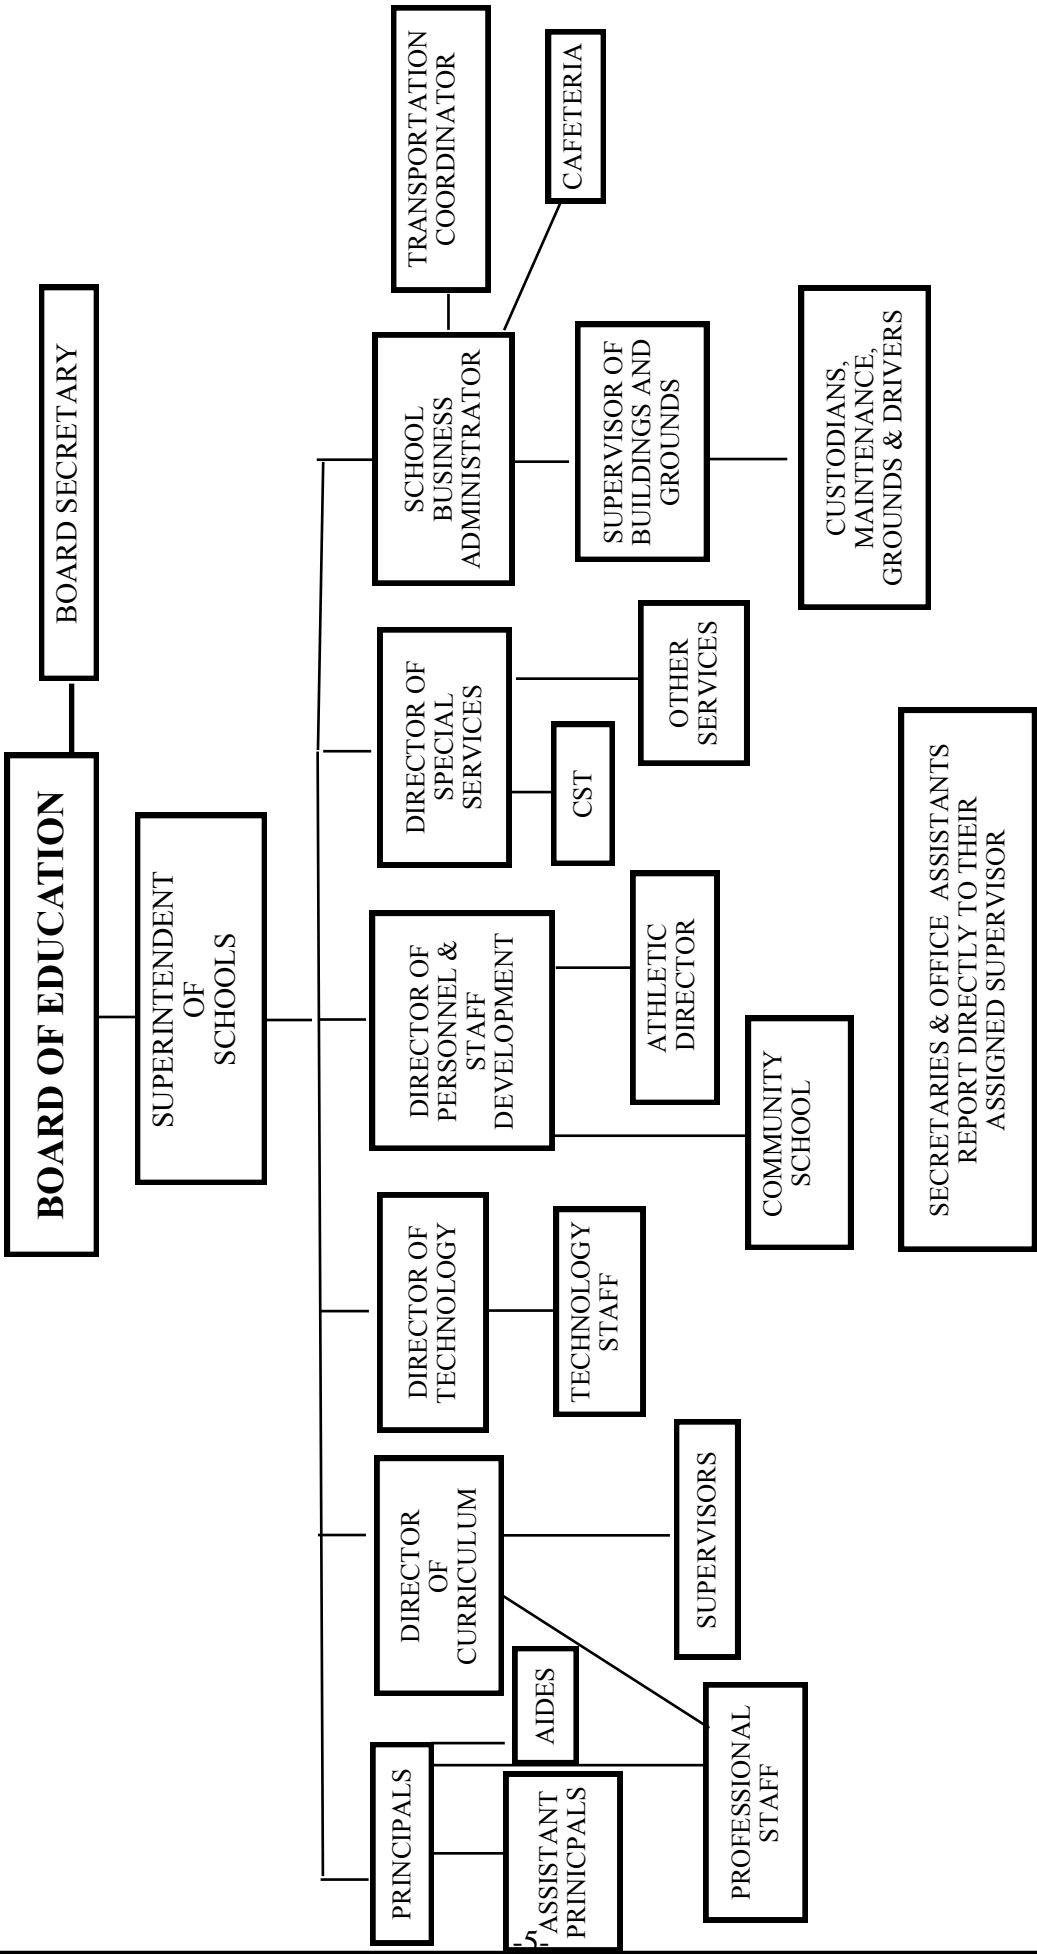 BOARD OF EDUCATION
BOARD SECRETARY
SUPERINTENDENT
OF
SCHOOLS
PRINCIPALS
DIRECTOR
OF
CURRICULUM
DIRECTOR OF
TECHNOLOGY
DIRECTOR OF
PERSONNEL &
STAFF
DEVELOPMENT
DIRECTOR OF
SPECIAL
SERVICES
SCHOOL
BUSINESS
ADMINISTRATOR
TRANSPORTATION
COORDINATOR
ASSISTANT
PRINICPALS
AIDES
TECHNOLOGY
STAFF
CST
SUPERVISOR OF
BUILDINGS AND
GROUNDS
CAFETERIA
PROFESSIONAL
STAFF
SUPERVISORS
COMMUNITY
SCHOOL
ATHLETIC
DIRECTOR
OTHER
SERVICES
CUSTODIANS,
MAINTENANCE,
GROUNDS & DRIVERS
SECRETARIES & OFFICE ASSISTANTS
REPORT DIRECTLY TO THEIR
ASSIGNED SUPERVISOR
-5-